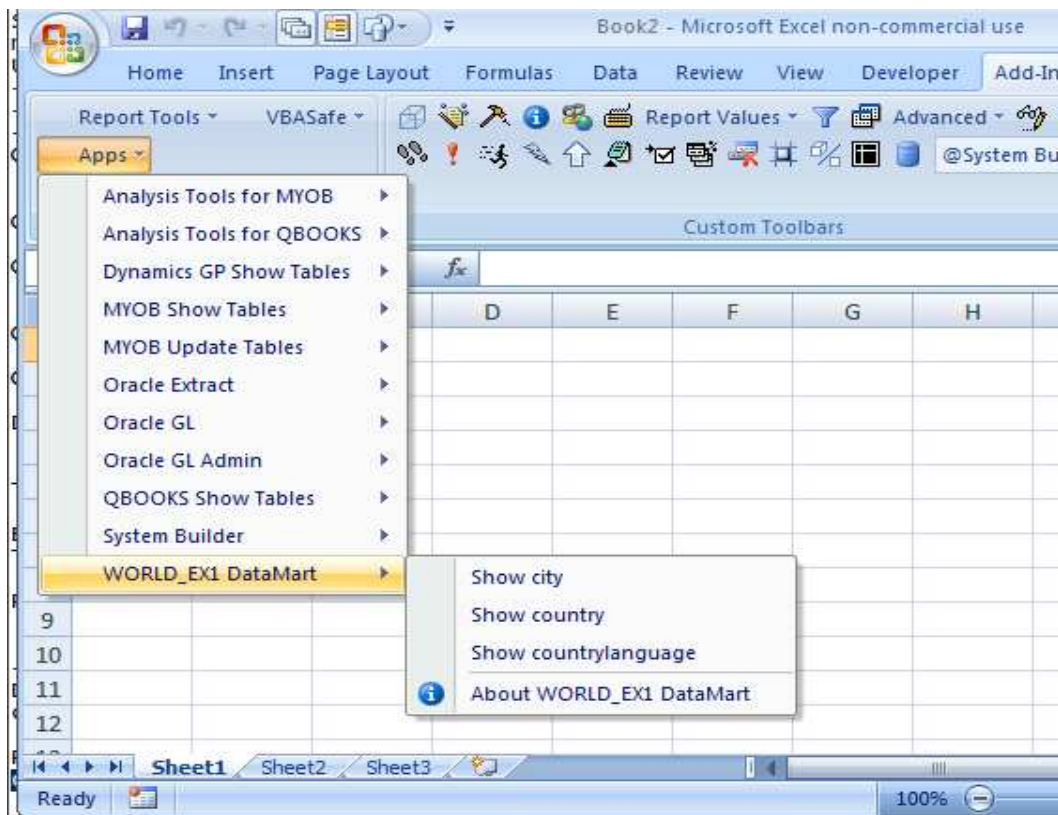 Book2 - Microsoft Excel non-commercial use
Home Insert Page Layout Formulas Data Review View Developer Add-In
Report Tools VBASafe Report Values Advanced
Apps @System Bu
Custom Toolbars
Analysis Tools for MYOB
Analysis Tools for QBOOKS
Dynamics GP Show Tables
MYOB Show Tables
MYOB Update Tables
Oracle Extract
Oracle GL
Oracle GL Admin
QBOOKS Show Tables
System Builder
WORLD_EX1 DataMart
Show city
Show country
Show countrylanguage
About WORLD_EX1 DataMart
fx
D E F G H
9
10
11
12
Sheet1 Sheet2 Sheet3
Ready 100%